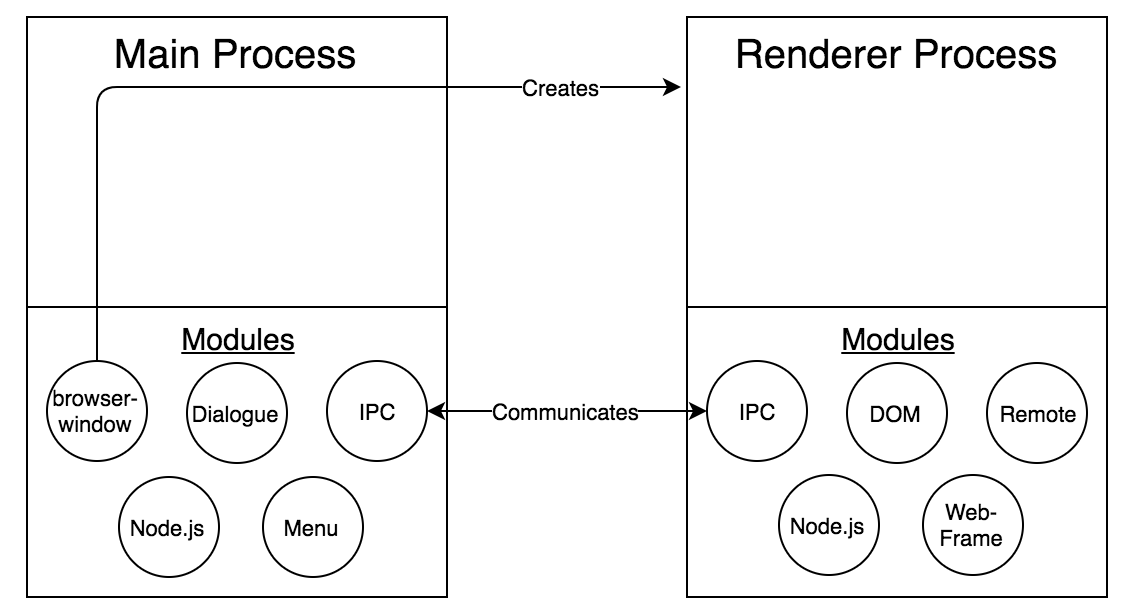 Main Process
Renderer Process
Creates
Modules
browser-
window
Dialogue
IPC
Node.js
Menu
Communicates
Modules
IPC
DOM
Remote
Node.js
Web-
Frame